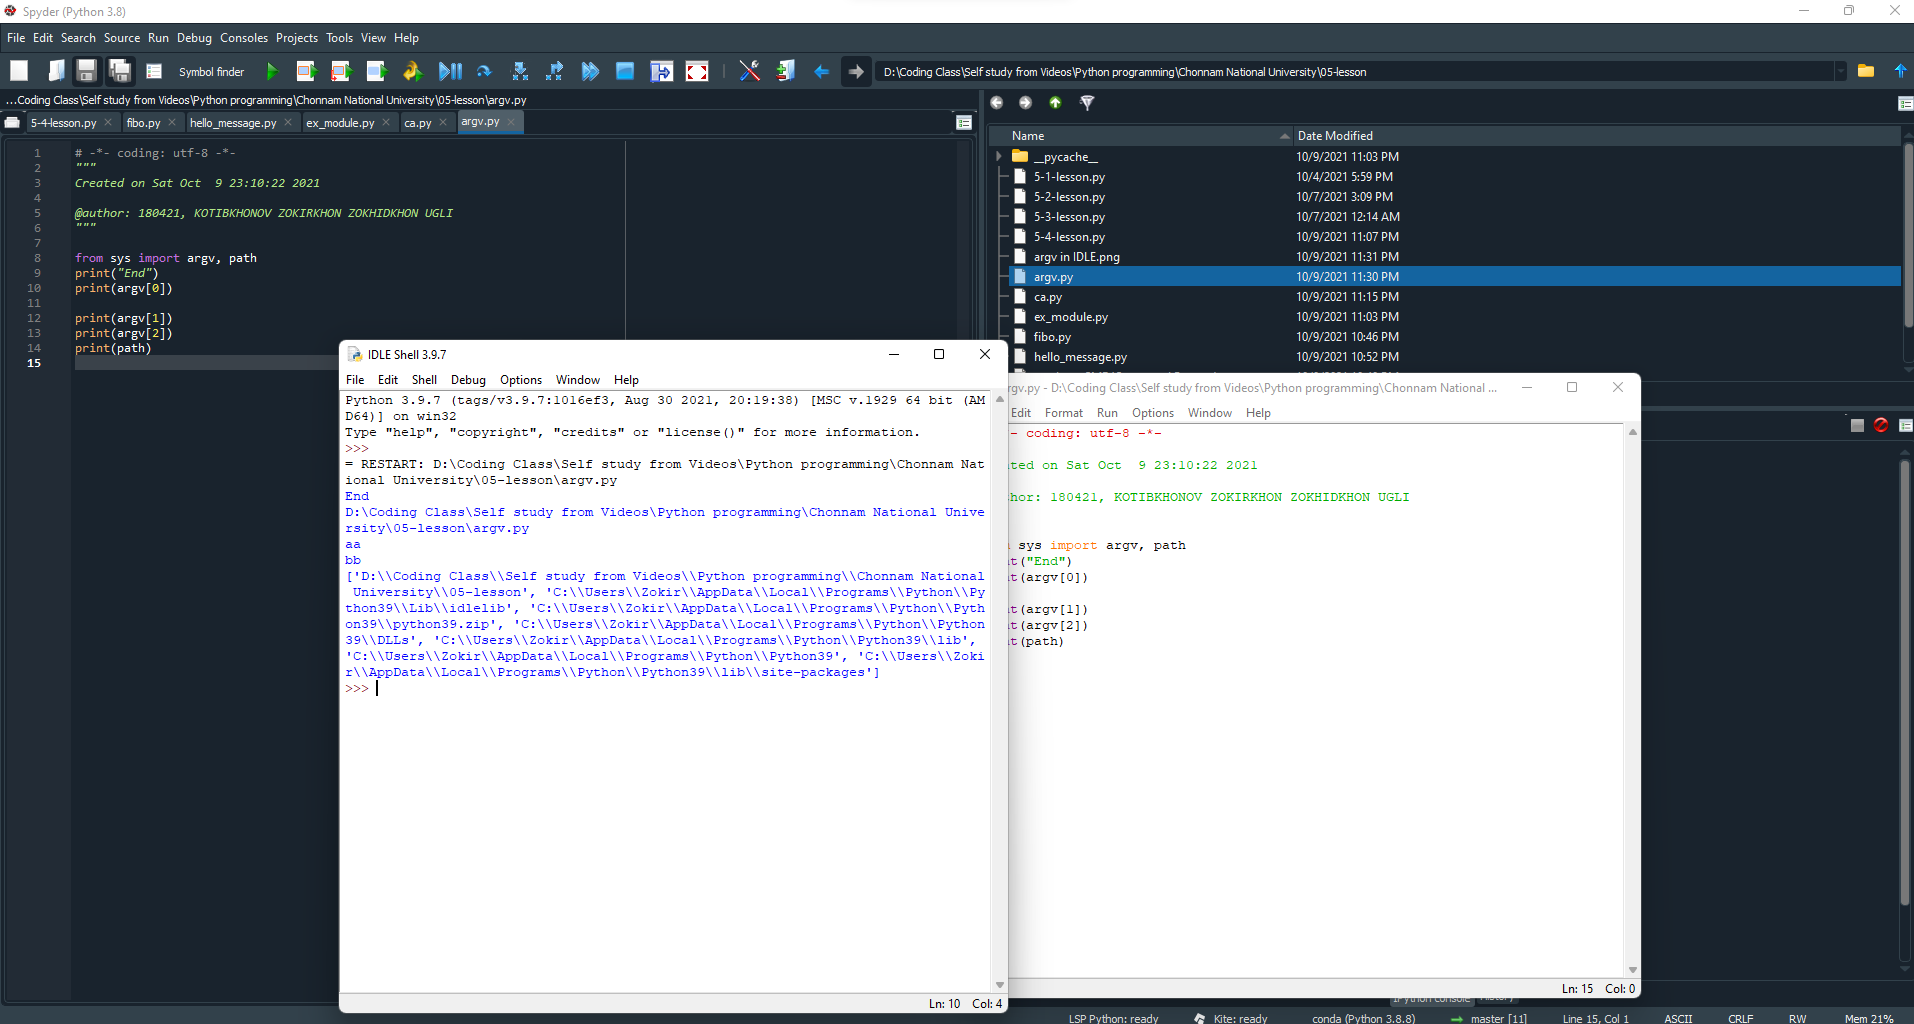 Spyder (Python 3.8)
File Edit Search Source Run Debug Consoles Projects Tools View Help
Symbol finder
D:\Coding Class\Self study from Videos\Python programming\Chonnam National University\05-lesson
...Coding Class\Self study from Videos\Python programming\Chonnam National University\05-lesson\argv.py
5-4-lesson.py fibo.py hello_message.py ex_module.py ca.py argv.py
1 # -*- coding: utf-8 -*-
2 """
3 Created on Sat Oct  9 23:10:22 2021
4
5 @author: 180421, KOTIBKHONOV ZOKIRKHON ZOKHIDKHON UGLI
6 """
7
8 from sys import argv, path
9 print("End")
10 print(argv[0])
11
12 print(argv[1])
13 print(argv[2])
14 print(path)
15
Name Date Modified
__pycache__ 10/9/2021 11:03 PM
5-1-lesson.py 10/4/2021 5:59 PM
5-2-lesson.py 10/7/2021 3:09 PM
5-3-lesson.py 10/7/2021 12:14 AM
5-4-lesson.py 10/9/2021 11:07 PM
argv in IDLE.png 10/9/2021 11:31 PM
argv.py 10/9/2021 11:30 PM
ca.py 10/9/2021 11:15 PM
ex_module.py 10/9/2021 11:03 PM
fibo.py 10/9/2021 10:46 PM
hello_message.py 10/9/2021 10:52 PM
IDLE Shell 3.9.7
File Edit Shell Debug Options Window Help
Python 3.9.7 (tags/v3.9.7:1016ef3, Aug 30 2021, 20:19:38) [MSC v.1929 64 bit (AM
D64)] on win32
Type "help", "copyright", "credits" or "license()" for more information.
>>>
= RESTART: D:\Coding Class\Self study from Videos\Python programming\Chonnam Nat
ional University\05-lesson\argv.py
End
D:\Coding Class\Self study from Videos\Python programming\Chonnam National Unive
rsity\05-lesson\argv.py
aa
bb
['D:\\Coding Class\\Self study from Videos\\Python programming\\Chonnam National
 University\\05-lesson', 'C:\\Users\\Zokir\\AppData\\Local\\Programs\\Python\\Py
thon39\\Lib\\idlelib', 'C:\\Users\\Zokir\\AppData\\Local\\Programs\\Python\\Pyth
on39\\python39.zip', 'C:\\Users\\Zokir\\AppData\\Local\\Programs\\Python\\Python
39\\DLLs', 'C:\\Users\\Zokir\\AppData\\Local\\Programs\\Python\\Python39\\lib',
'C:\\Users\\Zokir\\AppData\\Local\\Programs\\Python\\Python39', 'C:\\Users\\Zoki
r\\AppData\\Local\\Programs\\Python\\Python39\\lib\\site-packages']
>>>
Ln: 10 Col: 4
rgv.py - D:\Coding Class\Self study from Videos\Python programming\Chonnam National ...
Edit Format Run Options Window Help
- coding: utf-8 -*-
ted on Sat Oct  9 23:10:22 2021
hor: 180421, KOTIBKHONOV ZOKIRKHON ZOKHIDKHON UGLI
sys import argv, path
t("End")
t(argv[0])
t(argv[1])
t(argv[2])
t(path)
Ln: 15 Col: 0
IPython console History
LSP Python: ready Kite: ready conda (Python 3.8.8) master [11] Line 15, Col 1 ASCII CRLF RW Mem 21%